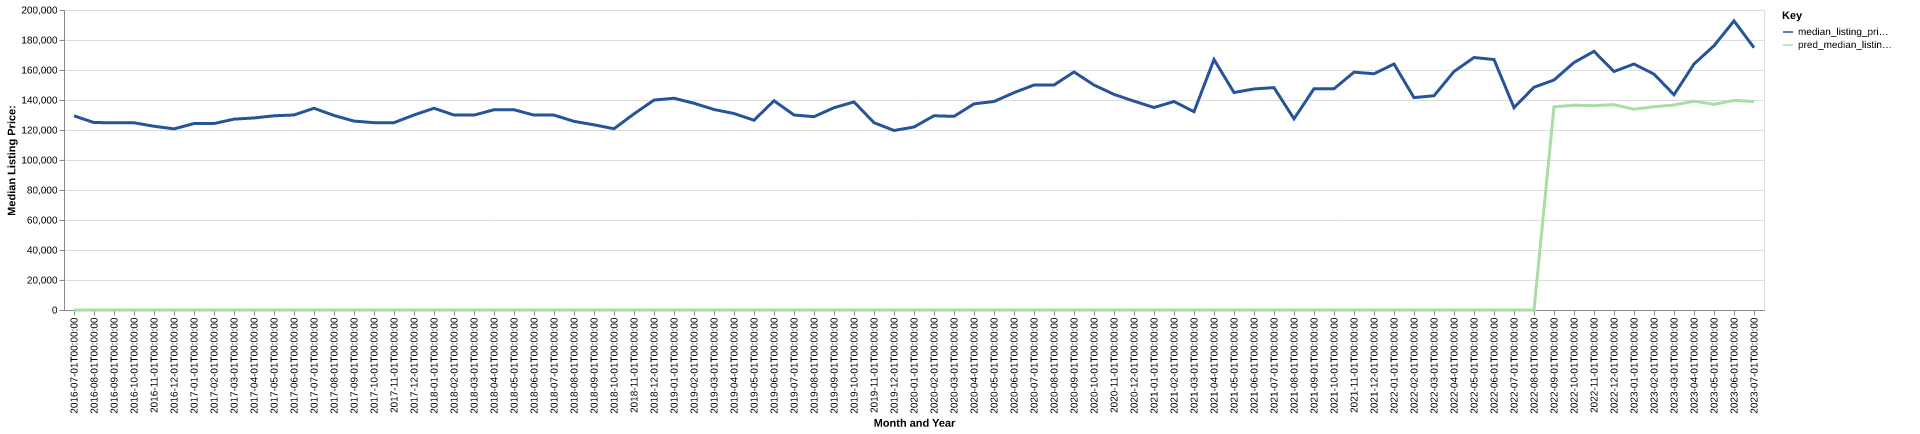 200,000
180,000
160,000
140,000
120,000
100,000
80,000
60,000
40,000
20,000
0
Median Listing Price:
2016-07-01T00:00:00
2016-08-01T00:00:00
2016-09-01T00:00:00
2016-10-01T00:00:00
2016-11-01T00:00:00
2016-12-01T00:00:00
2017-01-01T00:00:00
2017-02-01T00:00:00
2017-03-01T00:00:00
2017-04-01T00:00:00
2017-05-01T00:00:00
2017-06-01T00:00:00
2017-07-01T00:00:00
2017-08-01T00:00:00
2017-09-01T00:00:00
2017-10-01T00:00:00
2017-11-01T00:00:00
2017-12-01T00:00:00
2018-01-01T00:00:00
2018-02-01T00:00:00
2018-03-01T00:00:00
2018-04-01T00:00:00
2018-05-01T00:00:00
2018-06-01T00:00:00
2018-07-01T00:00:00
2018-08-01T00:00:00
2018-09-01T00:00:00
2018-10-01T00:00:00
2018-11-01T00:00:00
2018-12-01T00:00:00
2019-01-01T00:00:00
2019-02-01T00:00:00
2019-03-01T00:00:00
2019-04-01T00:00:00
2019-05-01T00:00:00
2019-06-01T00:00:00
2019-07-01T00:00:00
2019-08-01T00:00:00
2019-09-01T00:00:00
2019-10-01T00:00:00
2019-11-01T00:00:00
2019-12-01T00:00:00
2020-01-01T00:00:00
2020-02-01T00:00:00
2020-03-01T00:00:00
2020-04-01T00:00:00
2020-05-01T00:00:00
2020-06-01T00:00:00
2020-07-01T00:00:00
2020-08-01T00:00:00
2020-09-01T00:00:00
2020-10-01T00:00:00
2020-11-01T00:00:00
2020-12-01T00:00:00
2021-01-01T00:00:00
2021-02-01T00:00:00
2021-03-01T00:00:00
2021-04-01T00:00:00
2021-05-01T00:00:00
2021-06-01T00:00:00
2021-07-01T00:00:00
2021-08-01T00:00:00
2021-09-01T00:00:00
2021-10-01T00:00:00
2021-11-01T00:00:00
2021-12-01T00:00:00
2022-01-01T00:00:00
2022-02-01T00:00:00
2022-03-01T00:00:00
2022-04-01T00:00:00
2022-05-01T00:00:00
2022-06-01T00:00:00
2022-07-01T00:00:00
2022-08-01T00:00:00
2022-09-01T00:00:00
2022-10-01T00:00:00
2022-11-01T00:00:00
2022-12-01T00:00:00
2023-01-01T00:00:00
2023-02-01T00:00:00
2023-03-01T00:00:00
2023-04-01T00:00:00
2023-05-01T00:00:00
2023-06-01T00:00:00
2023-07-01T00:00:00
Month and Year
Key
median_listing_pri…
pred_median_listin…